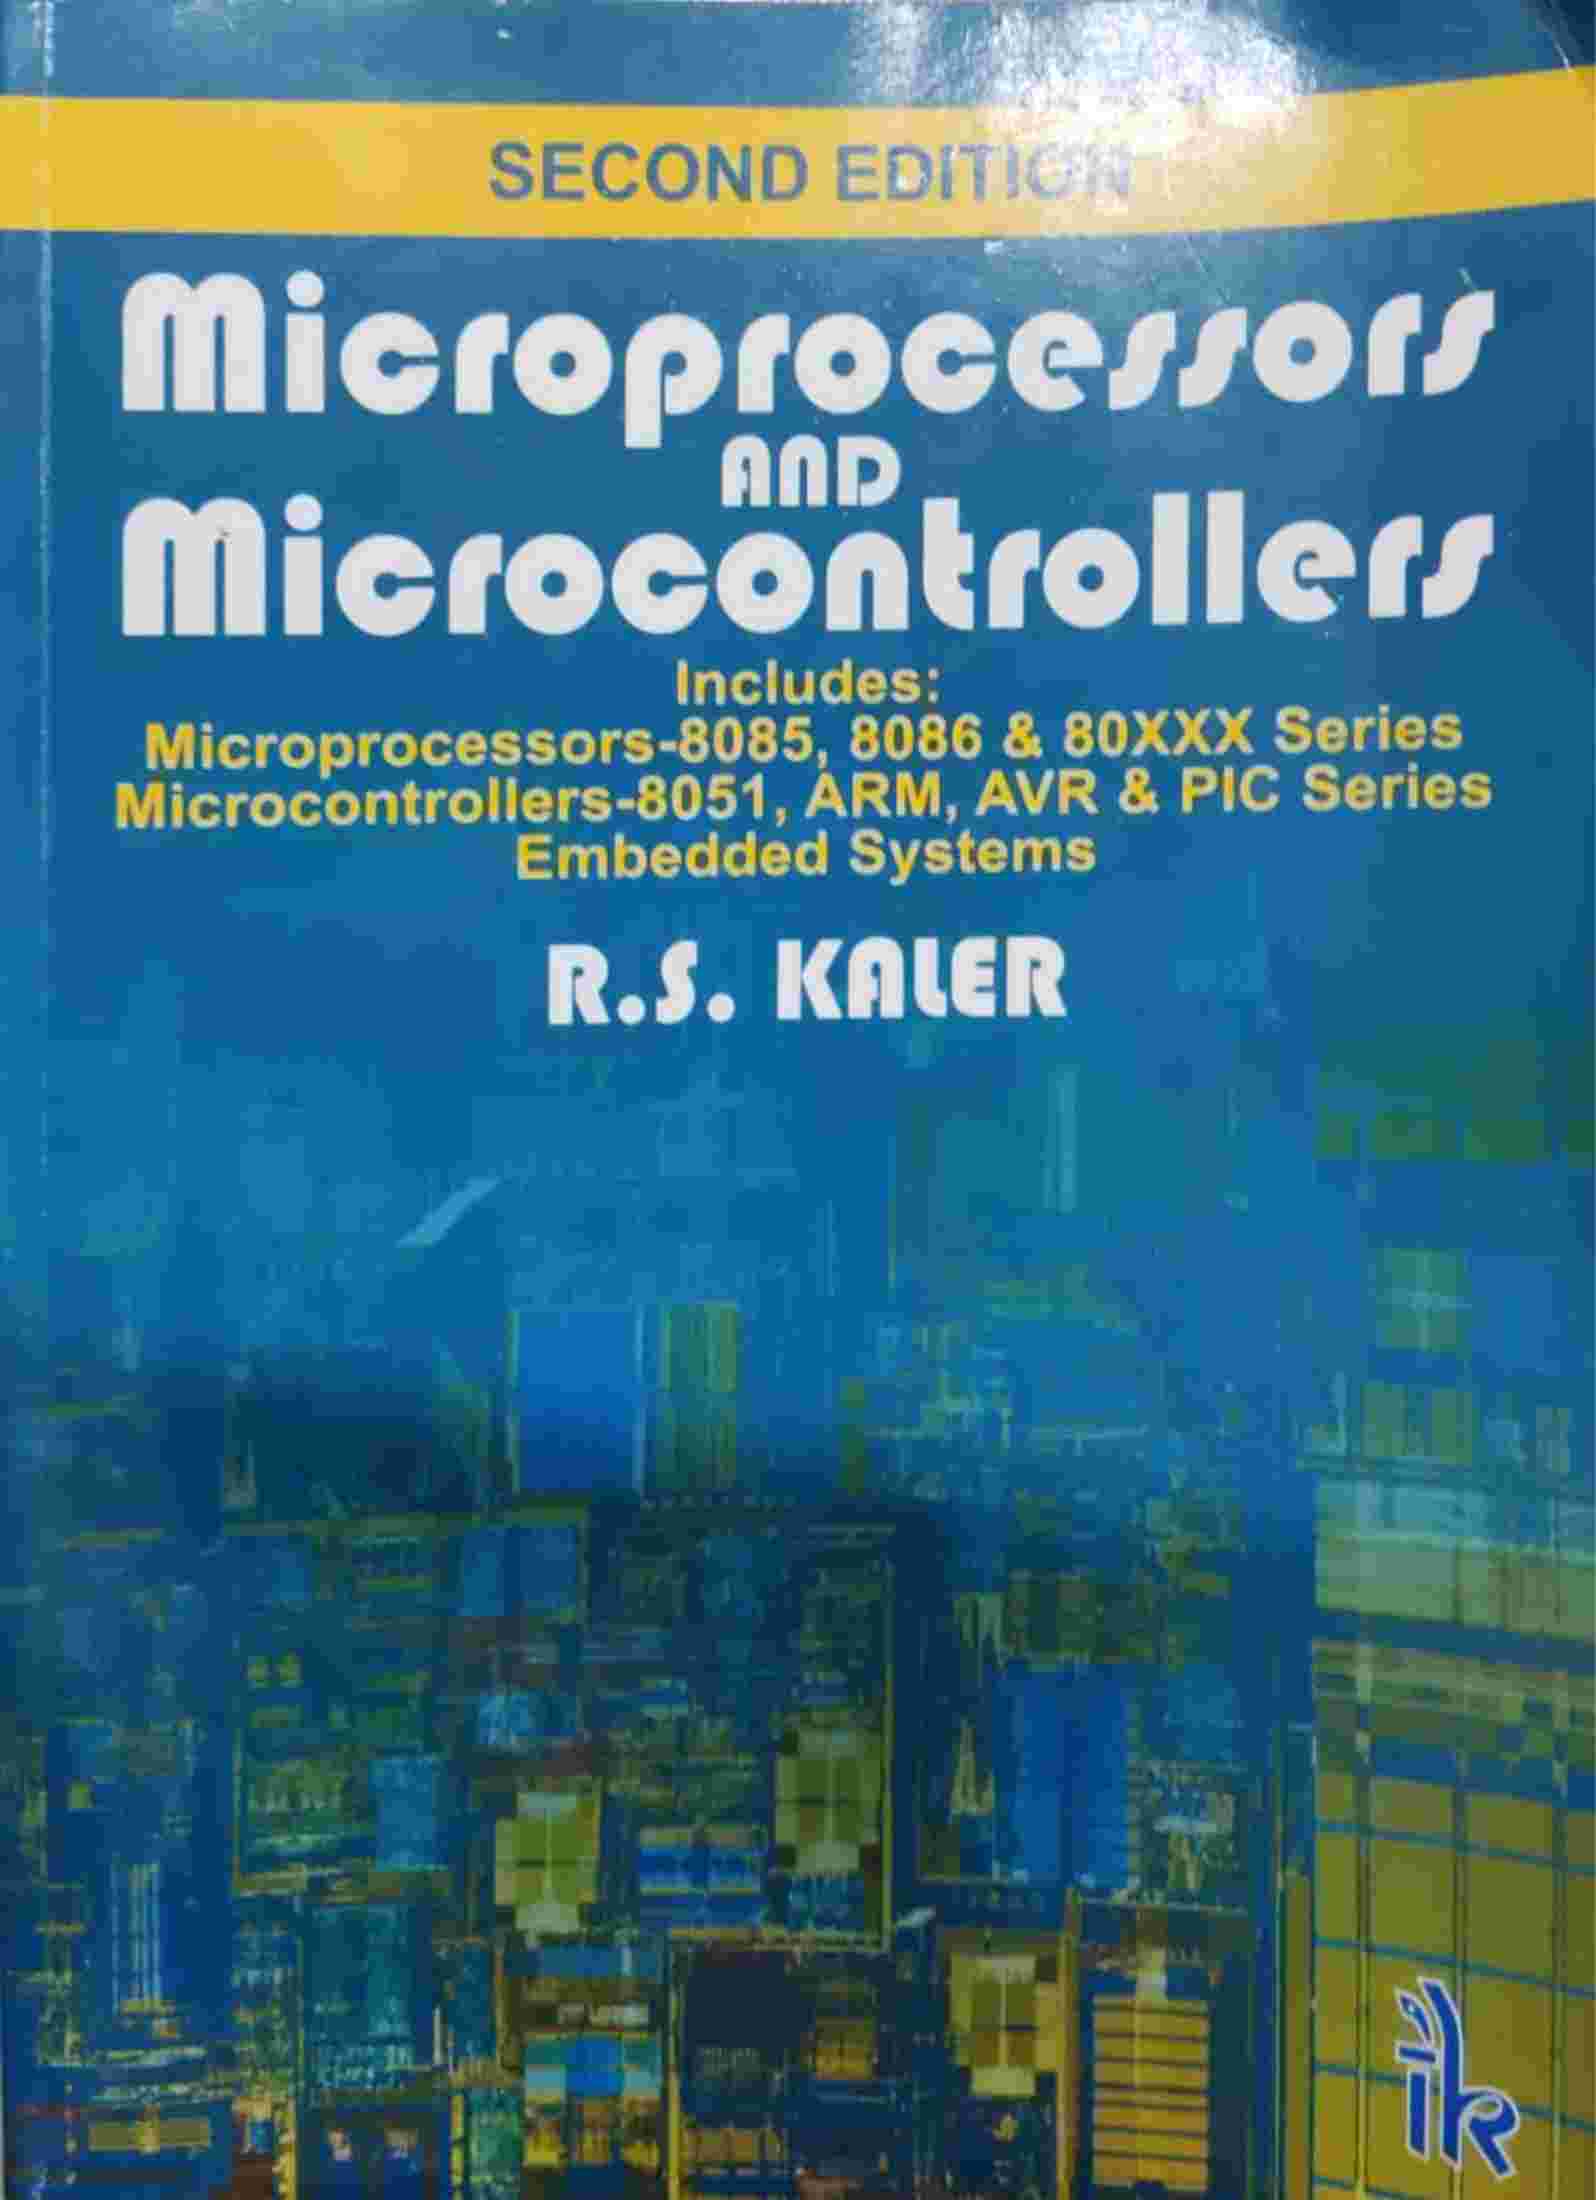 SECOND EDITION
Microprocessors
AND
Microcontrollers
Includes:
Microprocessors-8085, 8086 & 80XXX Series
Microcontrollers-8051, ARM, AVR & PIC Series
Embedded Systems
R.S. KALER
ik